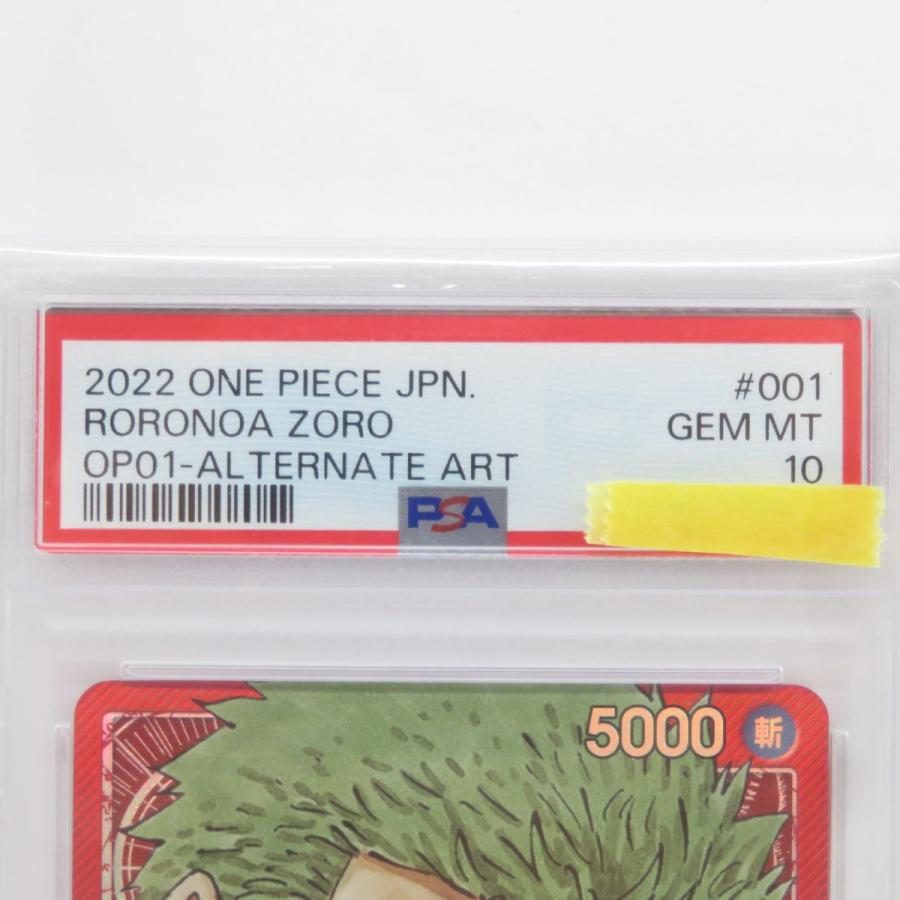 2022 ONE PIECE JPN.
#001
RORONOA ZORO
GEM MT
OP01-ALTERNATE ART
10
PSA
5000 斬